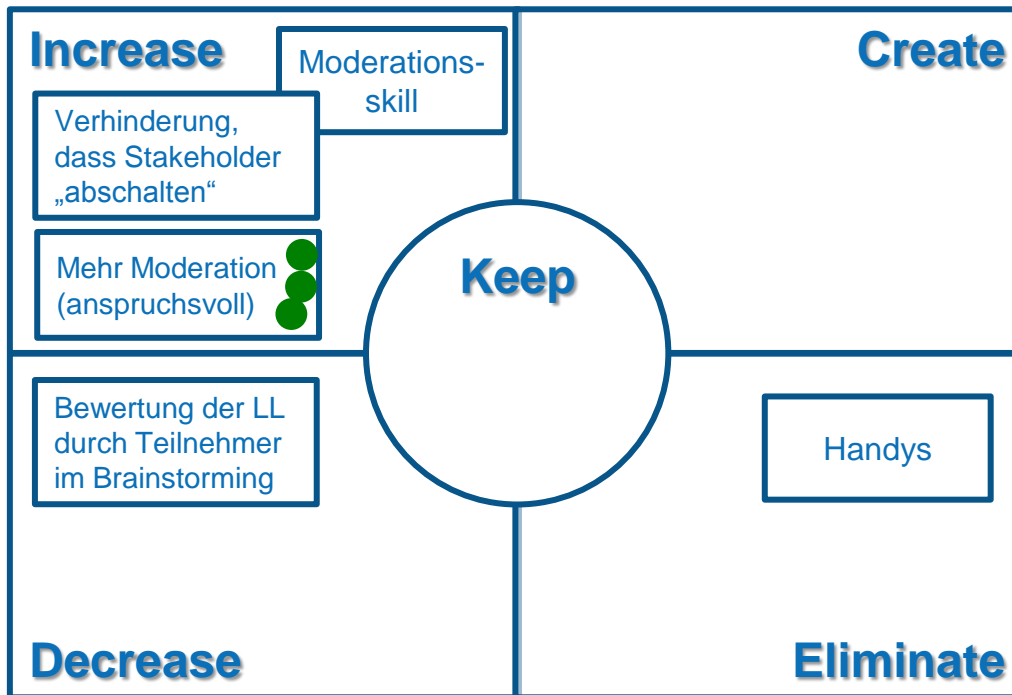 Increase
Moderations-
skill
Verhinderung,
dass Stakeholder
„abschalten“
Mehr Moderation
(anspruchsvoll)
Create
Keep
Bewertung der LL
durch Teilnehmer
im Brainstorming
Decrease
Handys
Eliminate